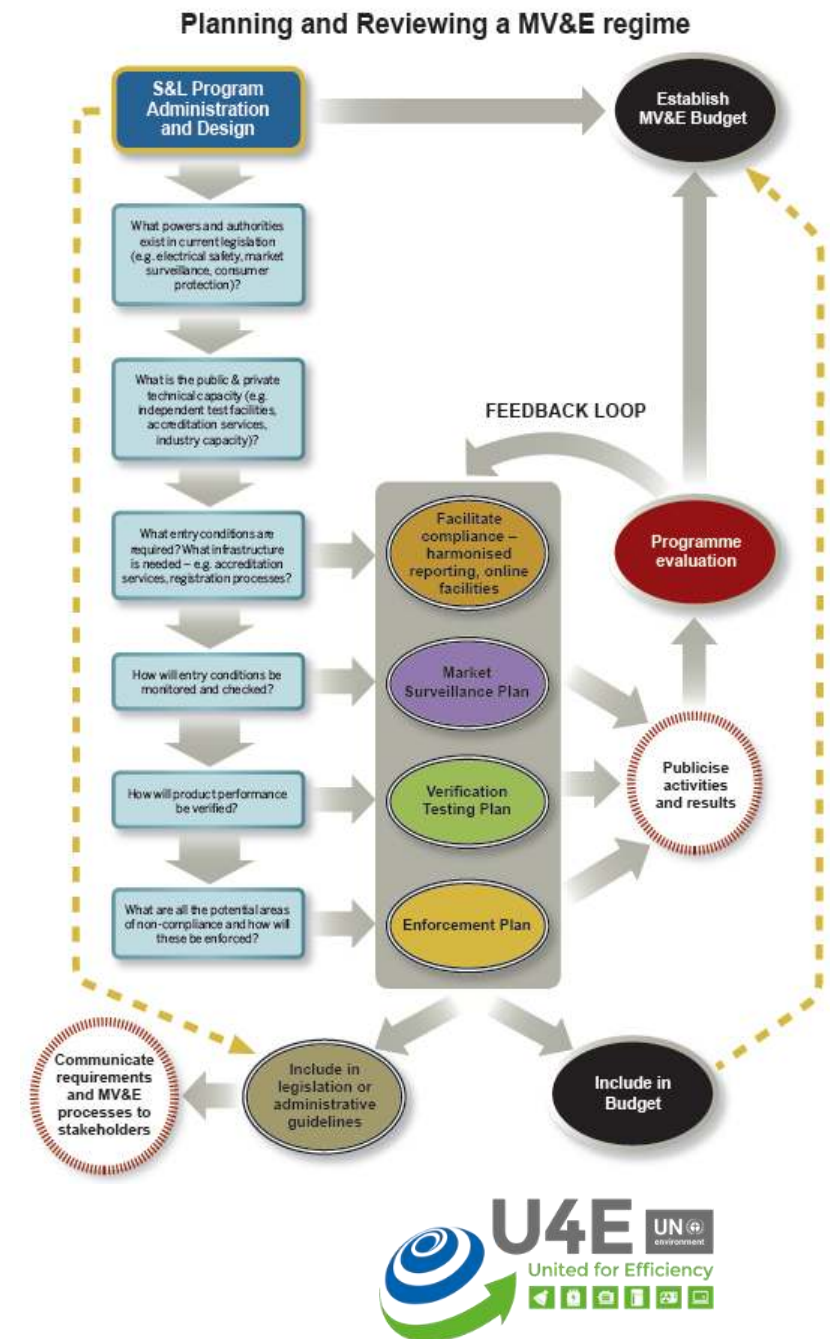 Planning and Reviewing a MV&E regime
S&L Program
Administration
and Design
Establish
MV&E Budget
What powers and authorities
exist in current legislation
(e.g. electrical safety, market
surveillance, consumer
protection)?
What is the public & private
technical capacity (e.g.
independent test facilities,
accreditation services,
industry capacity)?
FEEDBACK LOOP
What entry conditions are
required? What infrastructure
is needed – e.g. accreditation
services, registration processes?
Facilitate
compliance –
harmonised
reporting, online
facilities
Programme
evaluation
How will entry conditions be
monitored and checked?
Market
Surveillance Plan
How will product performance
be verified?
Verification
Testing Plan
Publicise
activities
and results
What are all the potential areas
of non-compliance and how will
these be enforced?
Enforcement Plan
Communicate
requirements
and MV&E
processes to
stakeholders
Include in
legislation or
administrative
guidelines
Include in
Budget
U4E
UN
environment
United for Efficiency